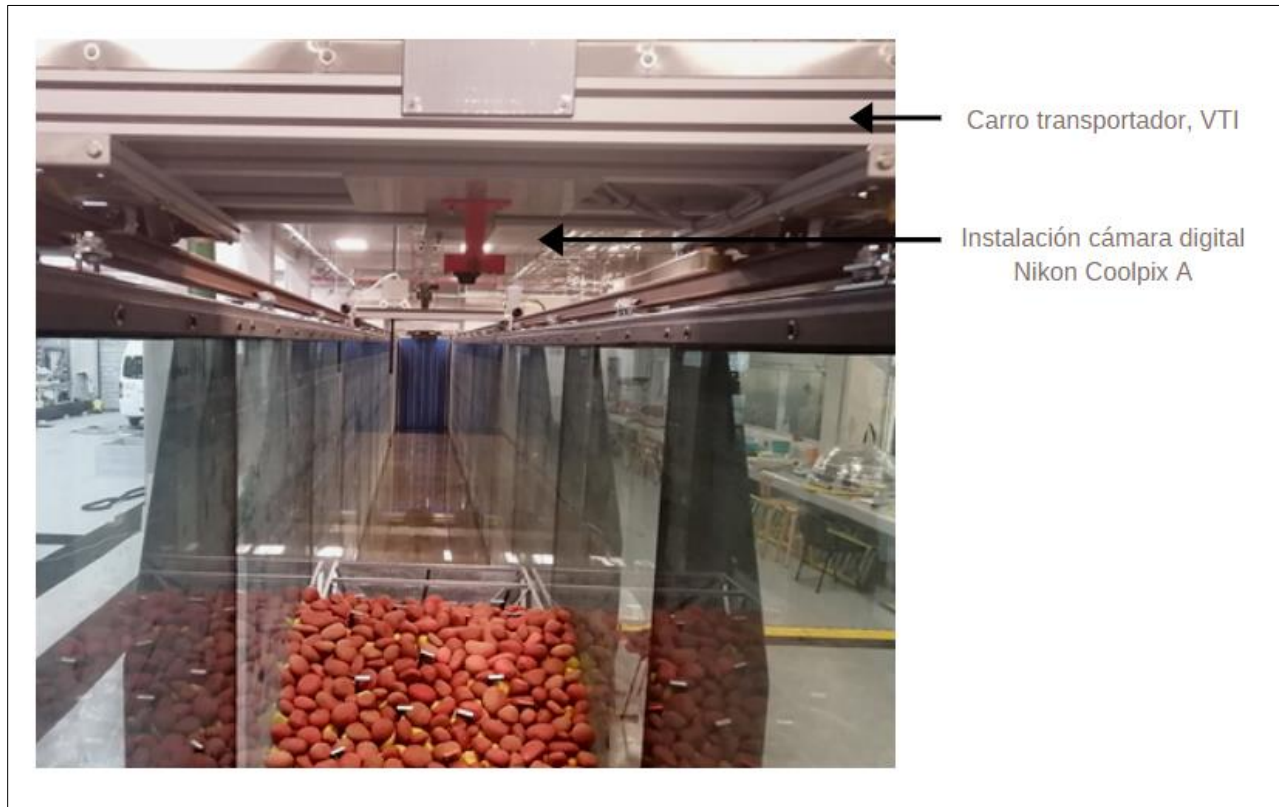 Carro transportador, VTI
Instalación cámara digital
Nikon Coolpix A